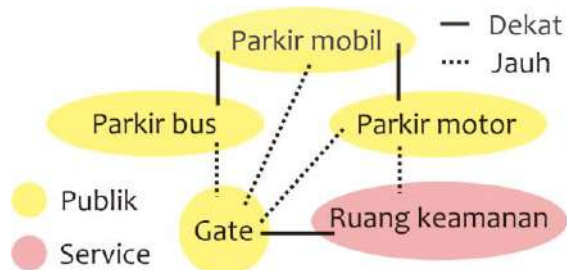 Parkir mobil
Dekat
Jauh
Parkir bus
Parkir motor
Publik
Gate
Ruang keamanan
Service